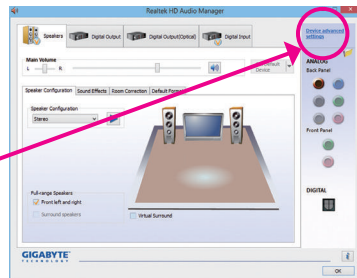 Realtek HD Audio Manager
Speakers
Digital Output
Digital Output(Optical)
Digital Input
Device advanced
settings
Main Volume
L
R
Device
ANALOG
Back Panel
Speaker Configuration
Sound Effects
Room Correction
Default Format
Speaker Configuration
Stereo
Front Panel
Full-range Speakers
Front left and right
Surround speakers
Virtual Surround
DIGITAL
GIGABYTE
TECHNOLOGY
OK